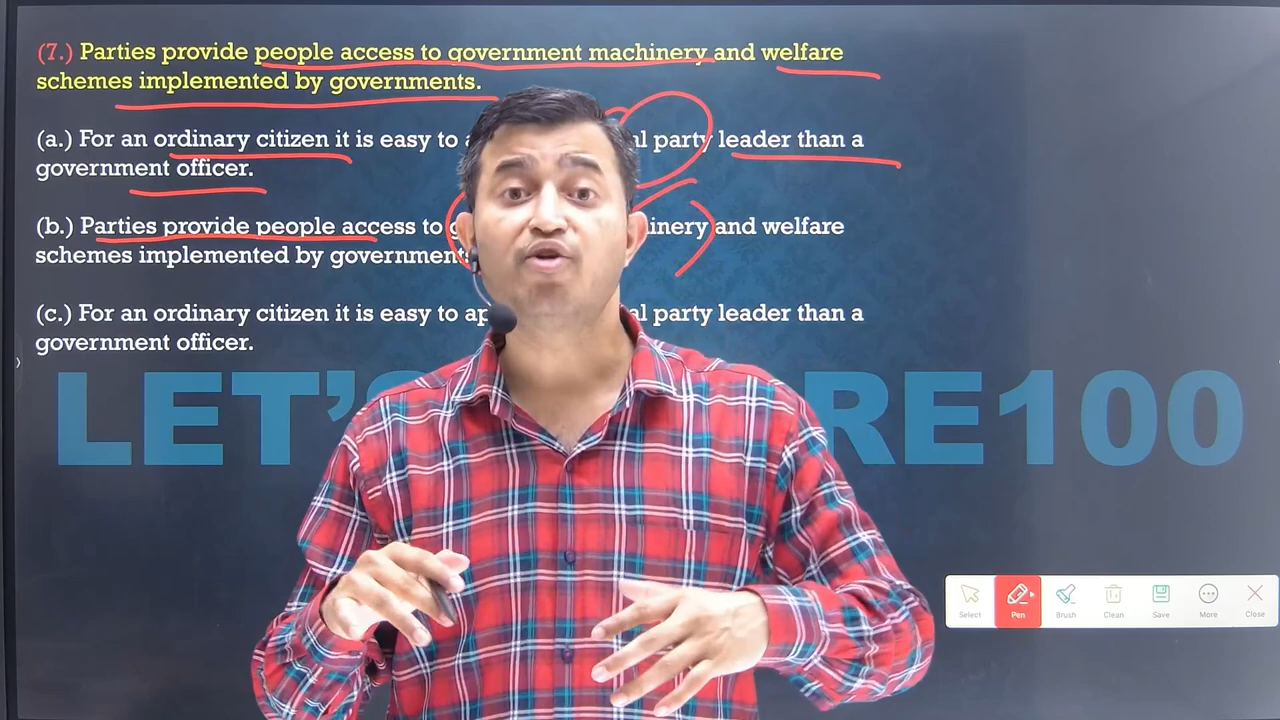 (7.) Parties provide people access to government machinery and welfare
schemes implemented by governments.
(a.) For an ordinary citizen it is easy to party leader than a
government officer.
(b.) Parties provide people access to and welfare
schemes implemented by
(c.) For an ordinary citizen it is easy to party leader than a
government officer.
LET'S RE100
Select Pen Brush Clean Save More Close